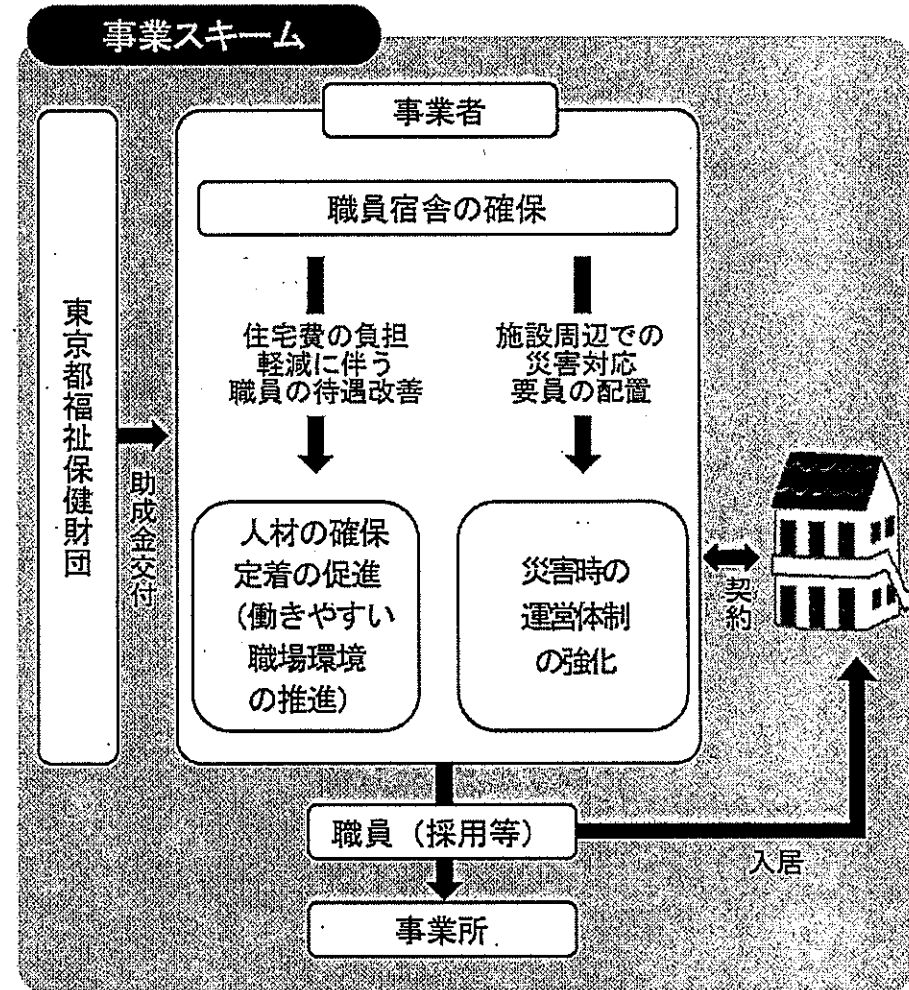 事業スキーム
事業者
職員宿舎の確保
東京都福祉保健財団
助成金交付
住宅費の負担
軽減に伴う
職員の待遇改善
施設周辺での
災害対応
要員の配置
人材の確保
定着の促進
(働きやすい
職場環境
の推進)
災害時の
運営体制
の強化
契約
職員(採用等)
入居
事業所